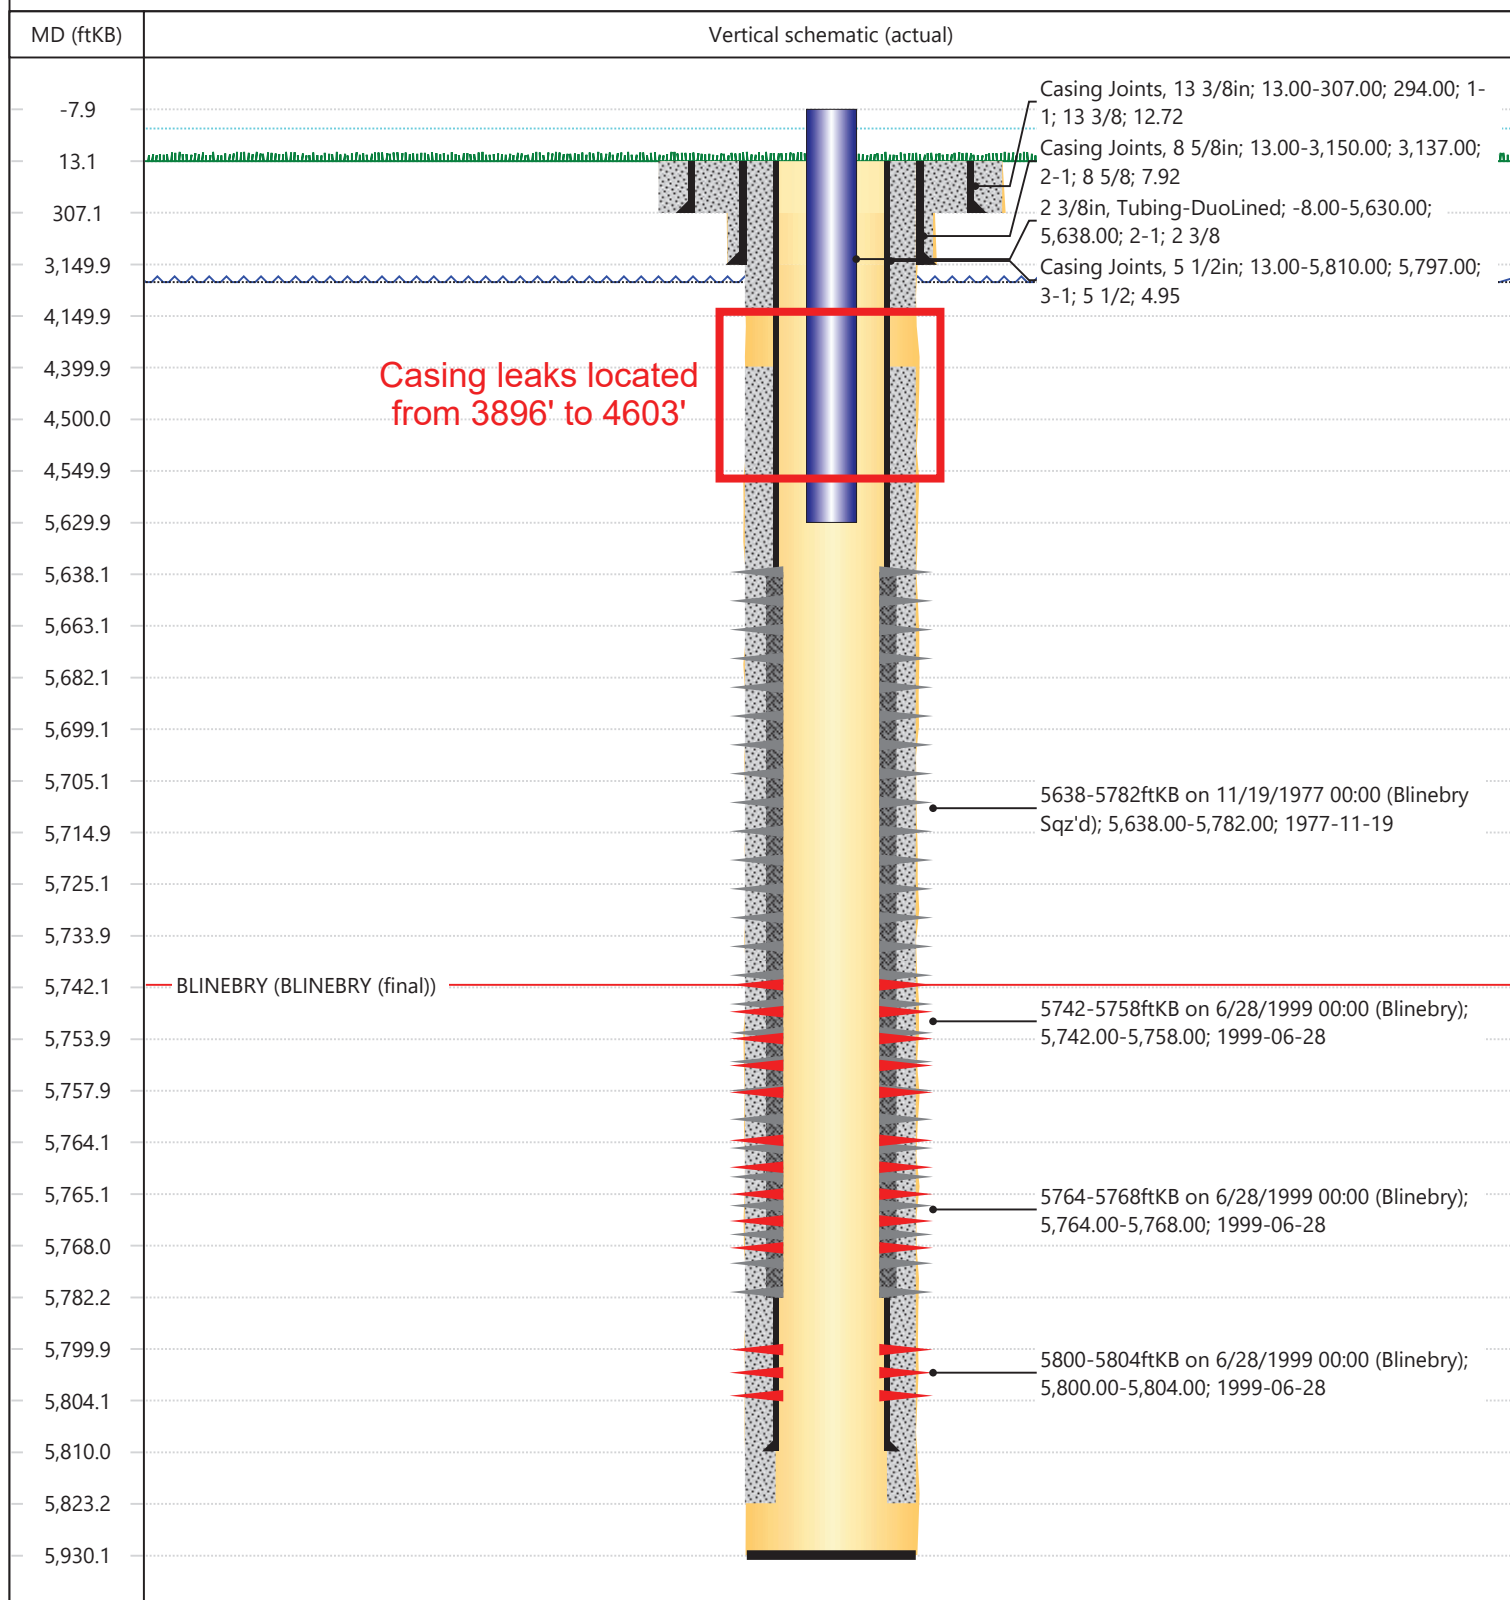 MD (ftKB)
Vertical schematic (actual)
-7.9
13.1
307.1
3,149.9
4,149.9
4,399.9
4,500.0
4,549.9
5,629.9
5,638.1
5,663.1
5,682.1
5,699.1
5,705.1
5,714.9
5,725.1
5,733.9
5,742.1
5,753.9
5,757.9
5,764.1
5,765.1
5,768.0
5,782.2
5,799.9
5,804.1
5,810.0
5,823.2
5,930.1
Casing leaks located
from 3896' to 4603'
BLINEBRY (BLINEBRY (final))
Casing Joints, 13 3/8in; 13.00-307.00; 294.00; 1-
1; 13 3/8; 12.72
Casing Joints, 8 5/8in; 13.00-3,150.00; 3,137.00;
2-1; 8 5/8; 7.92
2 3/8in, Tubing-DuoLined; -8.00-5,630.00;
5,638.00; 2-1; 2 3/8
Casing Joints, 5 1/2in; 13.00-5,810.00; 5,797.00;
3-1; 5 1/2; 4.95
5638-5782ftKB on 11/19/1977 00:00 (Blinebry
Sqz'd); 5,638.00-5,782.00; 1977-11-19
5742-5758ftKB on 6/28/1999 00:00 (Blinebry);
5,742.00-5,758.00; 1999-06-28
5764-5768ftKB on 6/28/1999 00:00 (Blinebry);
5,764.00-5,768.00; 1999-06-28
5800-5804ftKB on 6/28/1999 00:00 (Blinebry);
5,800.00-5,804.00; 1999-06-28